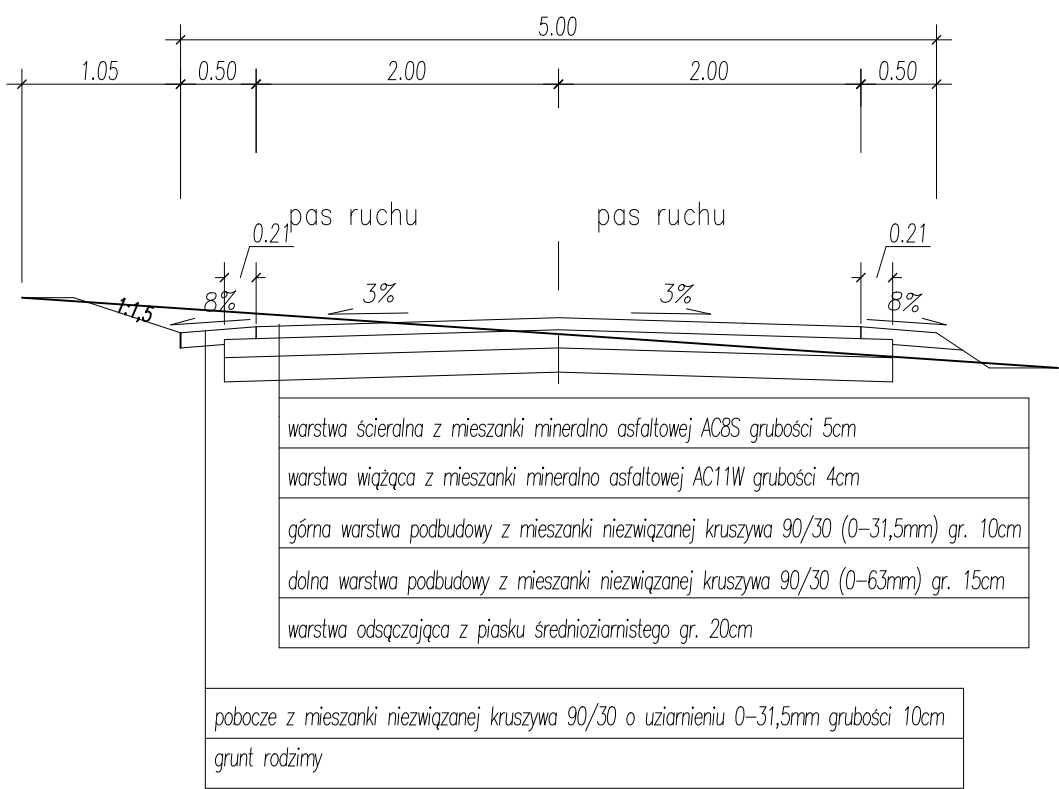 5.00
1.05 0.50 2.00 2.00 0.50
pas ruchu pas ruchu
0.21 0.21
1:1,5 8% 3% 3% 8%
warstwa ścieralna z mieszanki mineralno asfaltowej AC8S grubości 5cm
warstwa wiążąca z mieszanki mineralno asfaltowej AC11W grubości 4cm
górna warstwa podbudowy z mieszanki niezwiązanej kruszywa 90/30 (0-31,5mm) gr. 10cm
dolna warstwa podbudowy z mieszanki niezwiązanej kruszywa 90/30 (0-63mm) gr. 15cm
warstwa odsączająca z piasku średnioziarnistego gr. 20cm
pobocze z mieszanki niezwiązanej kruszywa 90/30 o uziarnieniu 0-31,5mm grubości 10cm
grunt rodzimy